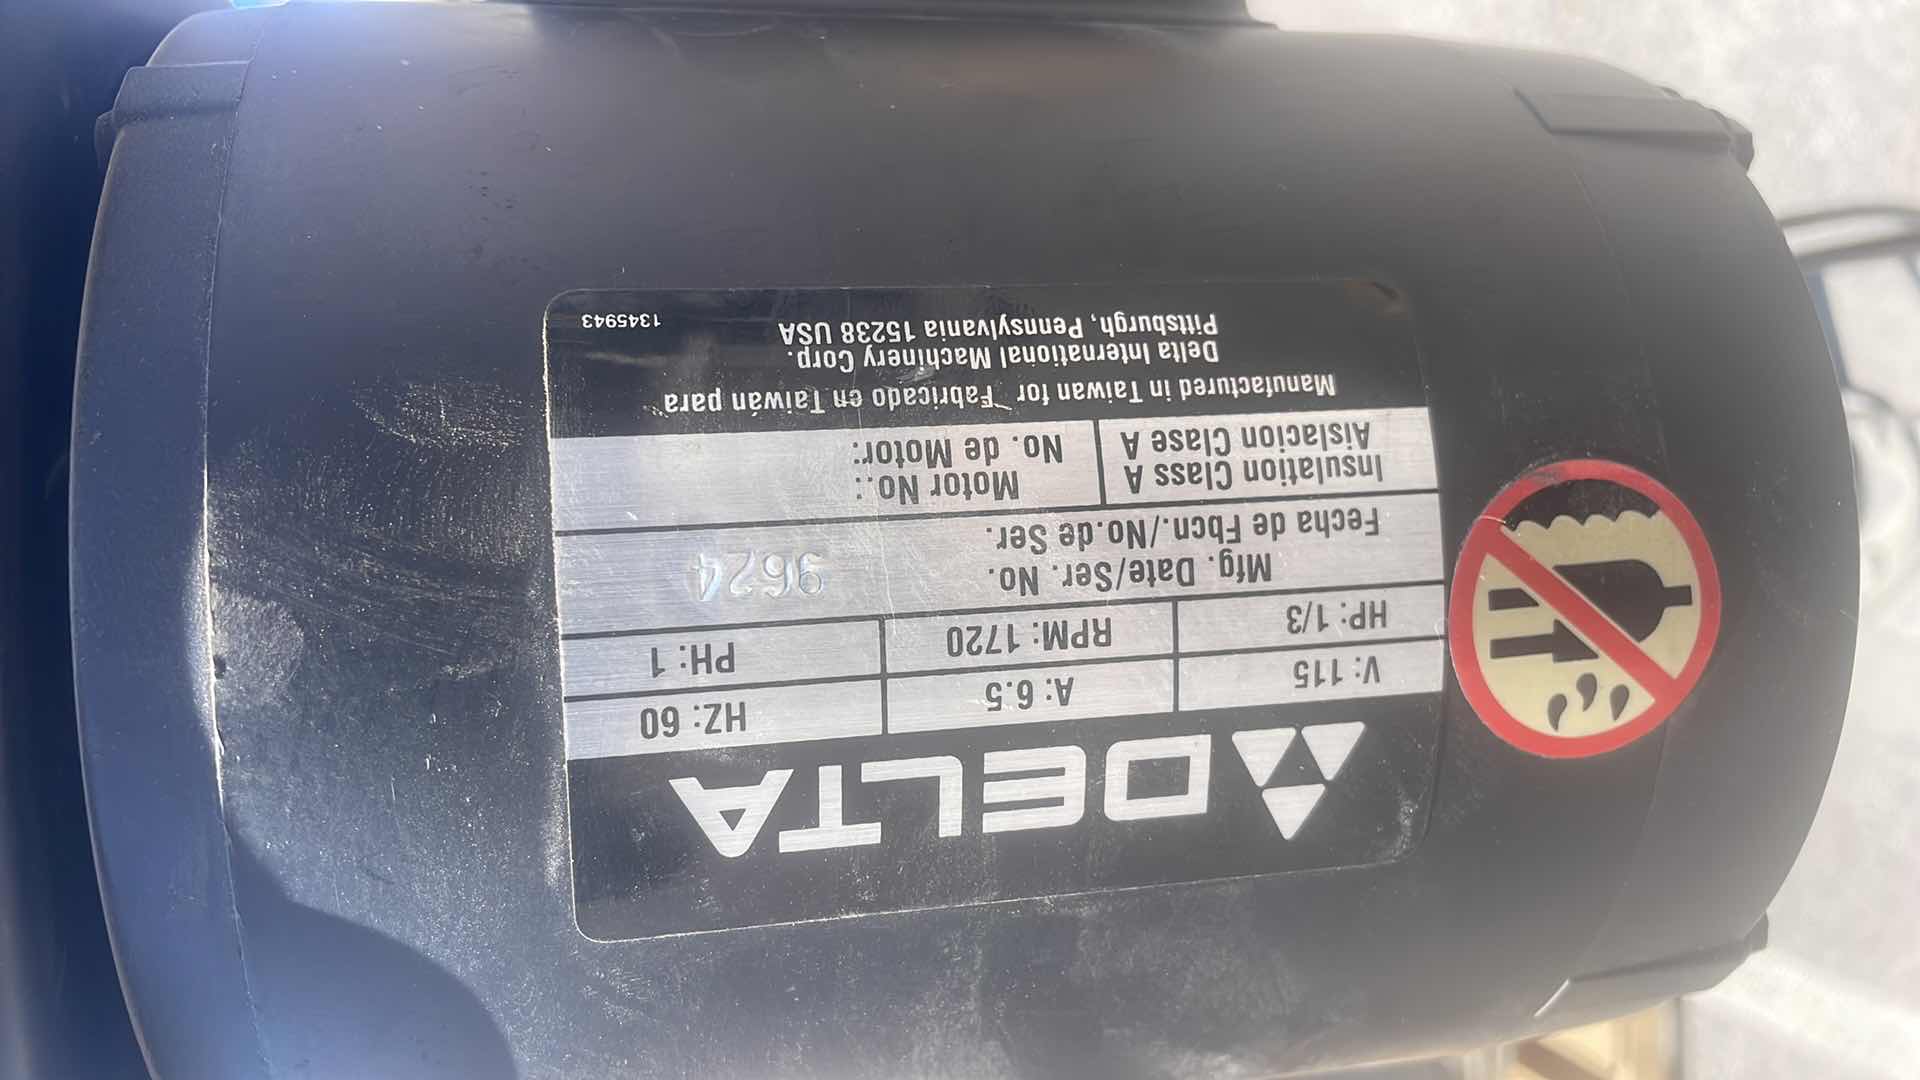 DELTA
V: 115 A: 6.5 HZ: 60
HP: 1/3 RPM: 1720 PH: 1
Mfg. Date/Ser. No.
Fecha de Fbcn./No.de Ser.
9624
Insulation Class A
Aislacion Clase A
Motor No.:
No. de Motor:
Manufactured in Taiwan for Fabricado en Taiwán para
Delta International Machinery Corp.
Pittsburgh, Pennsylvania 15238 USA
1345943